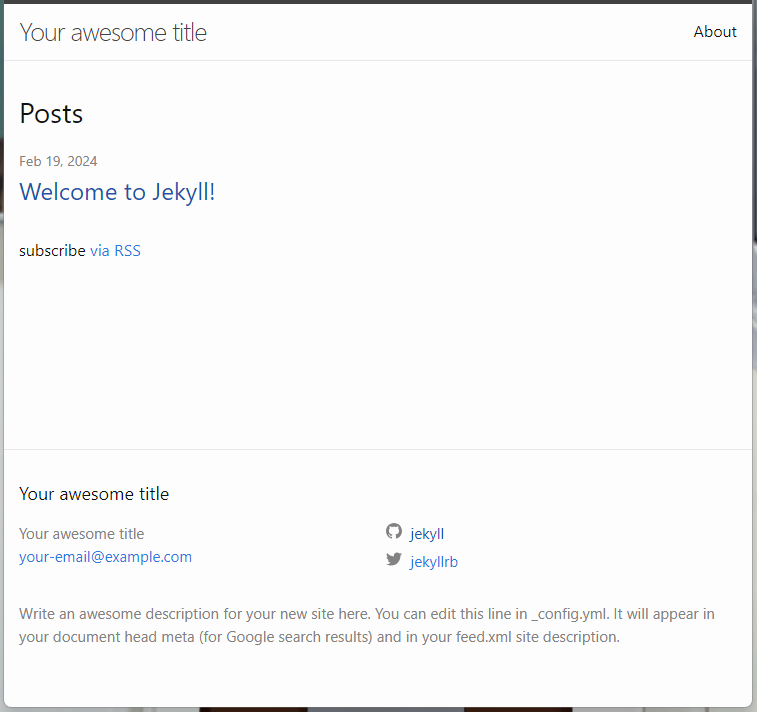 Your awesome title
About
Posts
Feb 19, 2024
Welcome to Jekyll!
subscribe via RSS
Your awesome title
Your awesome title
your-email@example.com
jekyll
jekyllrb
Write an awesome description for your new site here. You can edit this line in _config.yml. It will appear in
your document head meta (for Google search results) and in your feed.xml site description.